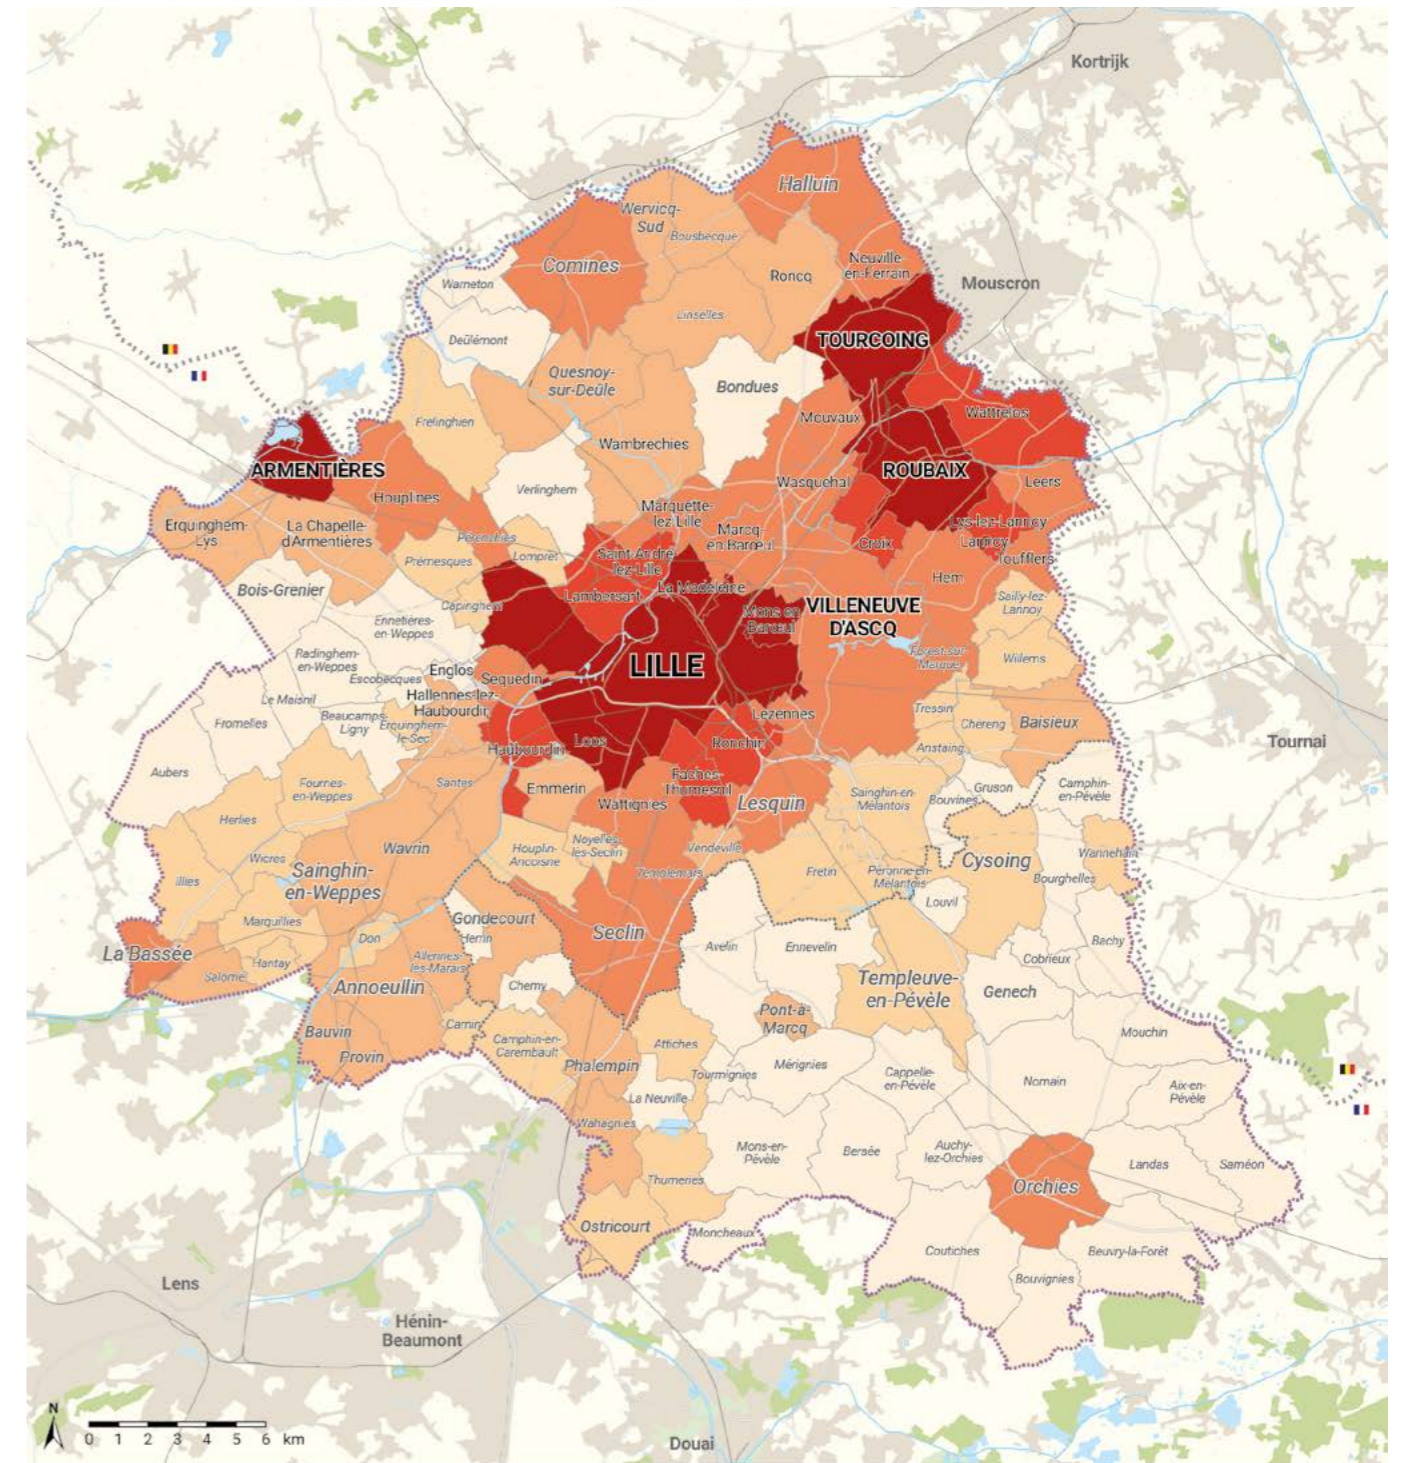 Kortrijk
Halluin
Wervicq-
Sud
Bousbecque
Comines
Neuville-
en-Ferrain
Roncq
Warneton
Mouscron
Linselles
Deûlémont
TOURCOING
Quesnoy-
sur-Deûle
Bondues
Frelinghien
Mouvaux
Wattrelos
Wambrechies
ARMENTIÈRES
ROUBAIX
Wasquehal
Leers
Verlinghem
Houplines
Marquette-
lez-Lille
Erquinghem-
Lys
La Chapelle-
d'Armentières
Marcq-
en-Barœul
Lys-lez-Lannoy
Lannoy
Pérenchies
Croix
Lompret
Saint-André-
lez-Lille
Toufflers
Prémesques
Hem
Bois-Grenier
La Madeleine
Lambersart
Sailly-lez-
Lannoy
Capinghem
Mons en
Barœul
VILLENEUVE
D'ASCQ
Ennetières-
en-Weppes
Forest-sur-
Marque
Radinghem-
en-Weppes
Willems
Englos
LILLE
Escobecques
Sequedin
Le Maisnil
Hallennes-lez-
Haubourdin
Fromelles
Beaucamps-
Ligny
Erquinghem-
le-Sec
Lezennes
Tressin
Chéreng
Baisieux
Haubourdin
Loos
Ronchin
Anstaing
Tournai
Aubers
Fournes-
en-Weppes
Santes
Emmerin
Faches-
Thumesnil
Camphin-
en-Pévèle
Gruson
Wattignies
Lesquin
Sainghin-en-
Mélantois
Bouvines
Herlies
Wavrin
Houplin-
Ancoisne
Noyelles-
lès-Seclin
Vendeville
Wannehain
Wicres
Cysoing
Sainghin-
en-Weppes
Illies
Templemars
Fretin
Péronne-en-
Mélantois
Bourghelles
Louvil
Marquillies
Gondecourt
Seclin
Don
Herrin
Avelin
Ennevelin
Bachy
La Bassée
Hantay
Allennes-
les-Marais
Cobrieux
Salomé
Annoeullin
Chemy
Templeuve-
en-Pévèle
Genech
Bauvin
Carnin
Pont-à-
Marcq
Mouchin
Provin
Camphin-en-
Carembault
Attiches
Phalempin
Tourmignies
Mérignies
Cappelle-
en-Pévèle
Nomain
Aix-en-
Pévèle
La Neuville
Wahagnies
Mons-en-
Pévèle
Bersée
Auchy-
lez-Orchies
Landas
Saméon
Thumeries
Orchies
Ostricourt
Moncheaux
Coutiches
Beuvry-la-Forêt
Bouvignies
Lens
Hénin-
Beaumont
Douai
N
0 1 2 3 4 5 6 km